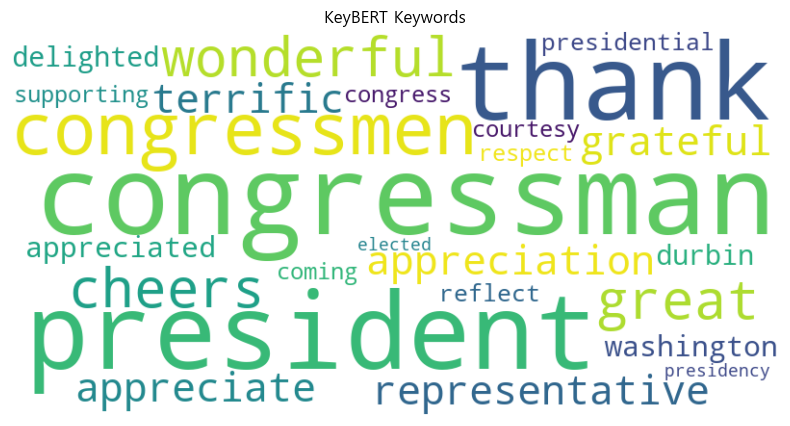 KeyBERT Keywords
delighted wonderful thank presidential
supporting terrific congress
congressmen courtesy grateful
respect
congressman
appreciated elected appreciation durbin
cheers coming reflect great
president washington
presidency
appreciate representative